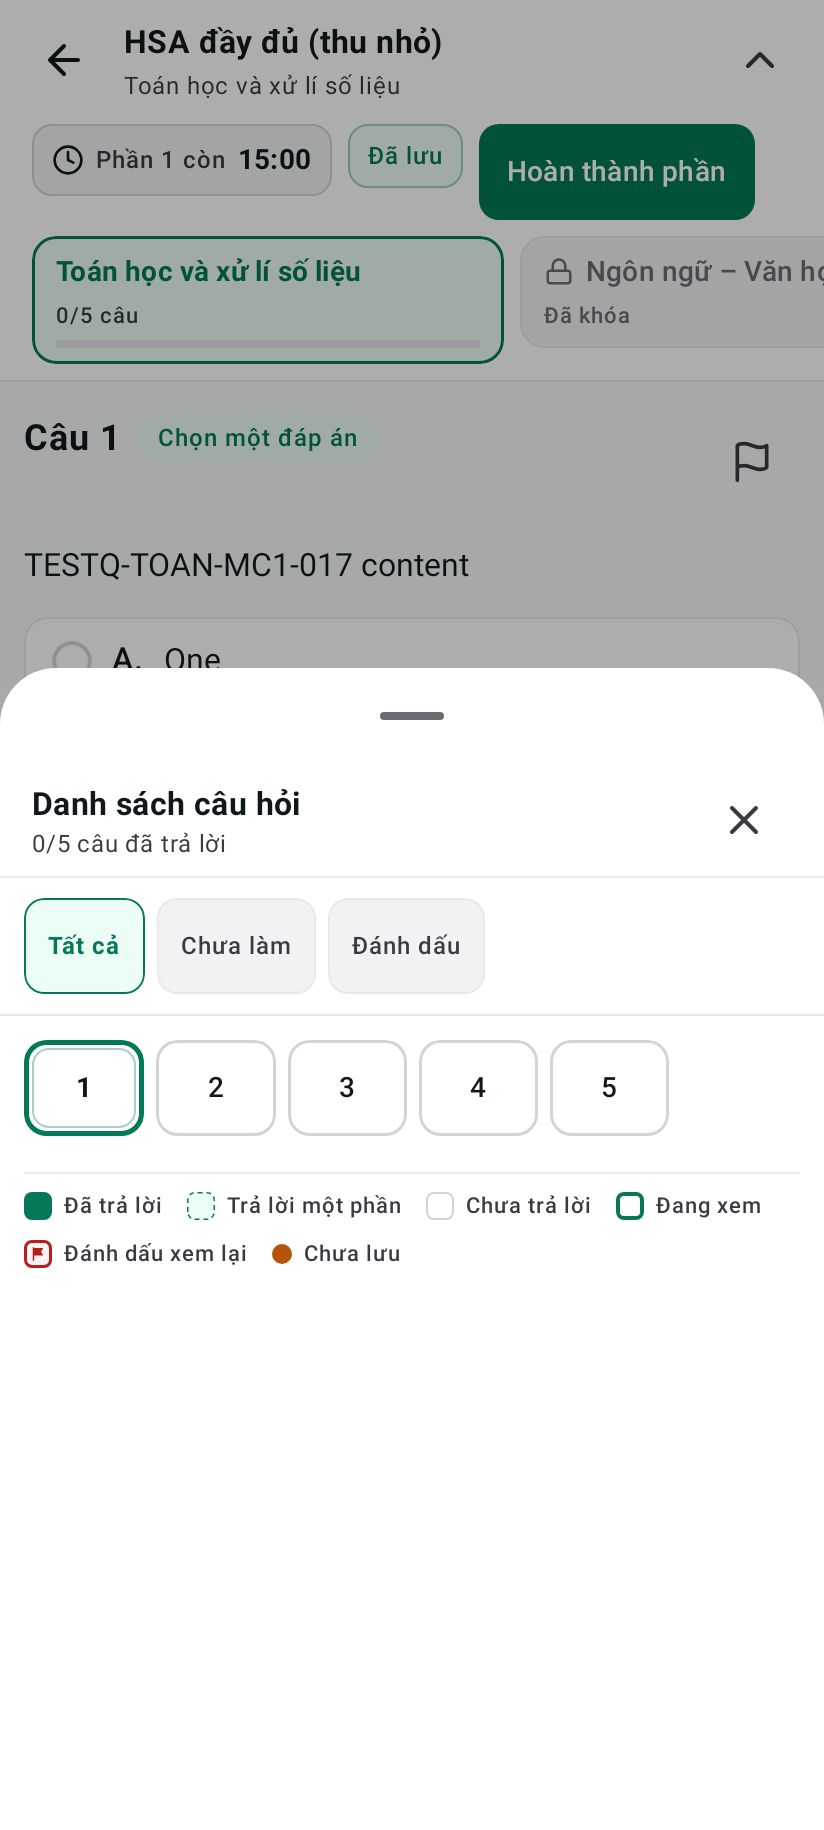 HSA đầy đủ (thu nhỏ)
Toán học và xử lí số liệu
Phần 1 còn 15:00
Đã lưu
Hoàn thành phần
Toán học và xử lí số liệu
0/5 câu
Ngôn ngữ – Văn họ
Đã khóa
Câu 1
Chọn một đáp án
TESTQ-TOAN-MC1-017 content
A. One
Danh sách câu hỏi
0/5 câu đã trả lời
Tất cả
Chưa làm
Đánh dấu
1 2 3 4 5
Đã trả lời
Trả lời một phần
Chưa trả lời
Đang xem
Đánh dấu xem lại
Chưa lưu